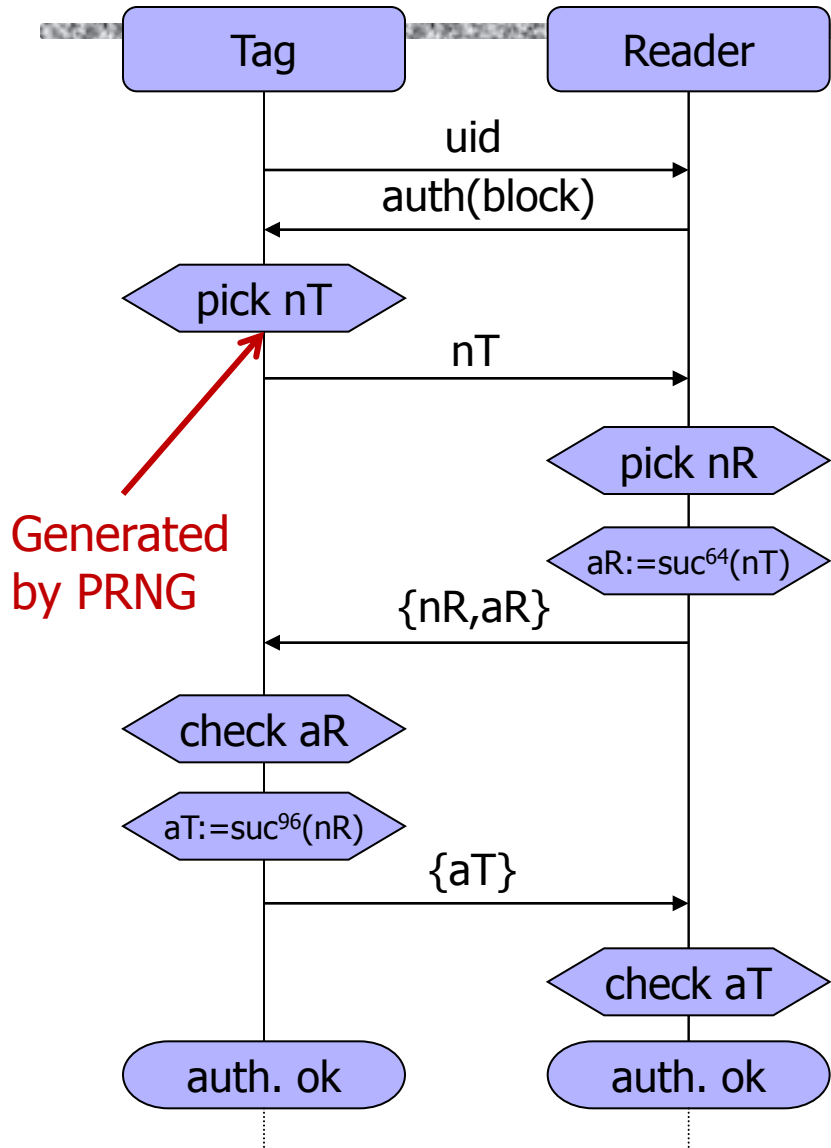 Tag
Reader
uid
auth(block)
pick nT
nT
pick nR
Generated
by PRNG
aR:=suc⁶⁴(nT)
{nR,aR}
check aR
aT:=suc⁹⁶(nR)
{aT}
check aT
auth. ok
auth. ok